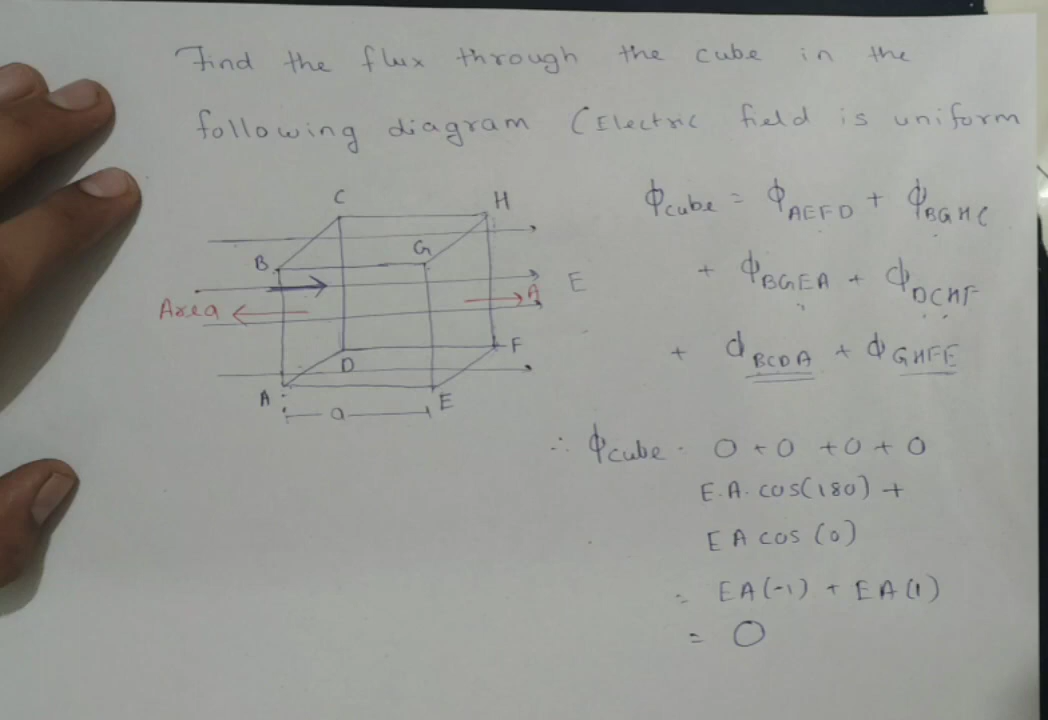 Find the flux through the cube in the
following diagram (Electric field is uniform
C
H
B
G
E
Area
A
D
F
A
E
a
ϕcube = ϕAEFD + ϕBGHC
+ ϕBGEA + ϕDCHF
+ ϕBCDA + ϕGHFE
∴ ϕcube = 0 + 0 + 0 + 0
E.A. cos(180) +
EA cos (0)
= EA(-1) + EA(1)
= 0